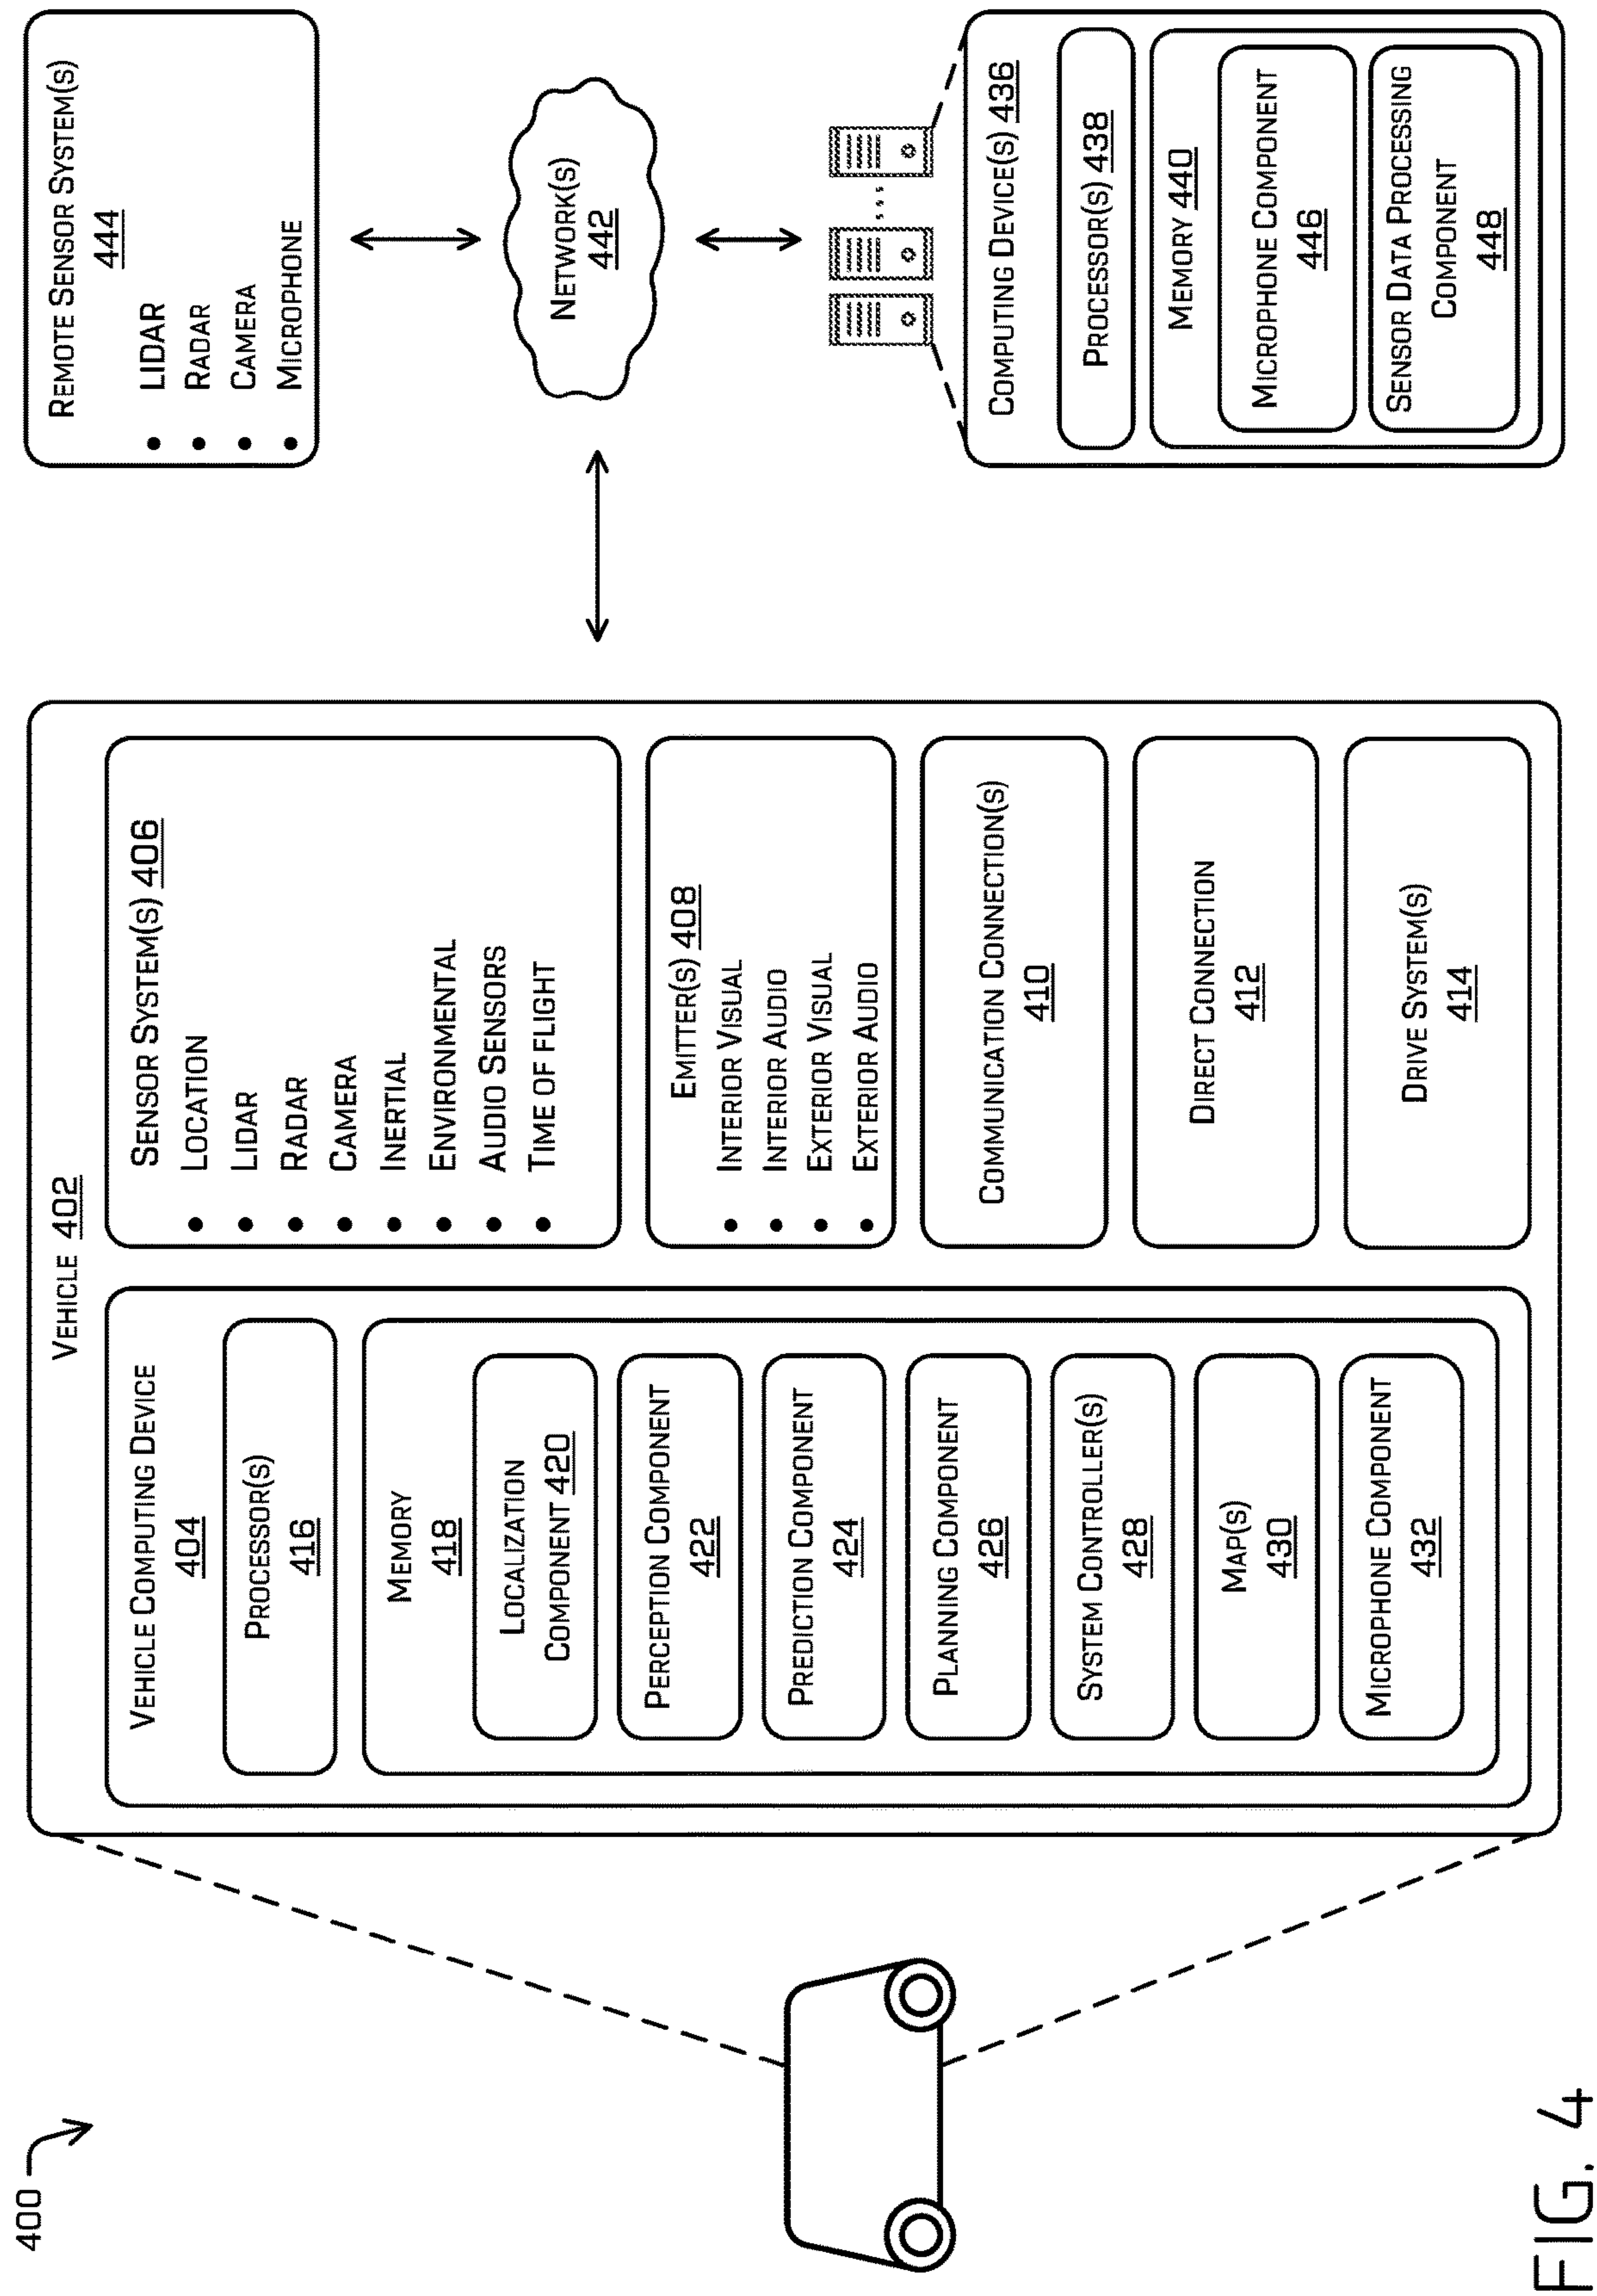 400
VEHICLE 402
VEHICLE COMPUTING DEVICE
404
PROCESSOR(S)
416
MEMORY
418
LOCALIZATION
COMPONENT 420
PERCEPTION COMPONENT
422
PREDICTION COMPONENT
424
PLANNING COMPONENT
426
SYSTEM CONTROLLER(S)
428
MAP(S)
430
MICROPHONE COMPONENT
432
SENSOR SYSTEM(S) 406
• LOCATION
• LIDAR
• RADAR
• CAMERA
• INERTIAL
• ENVIRONMENTAL
• AUDIO SENSORS
• TIME OF FLIGHT
EMITTER(S) 408
• INTERIOR VISUAL
• INTERIOR AUDIO
• EXTERIOR VISUAL
• EXTERIOR AUDIO
COMMUNICATION CONNECTION(S)
410
DIRECT CONNECTION
412
DRIVE SYSTEM(S)
414
REMOTE SENSOR SYSTEM(S)
444
• LIDAR
• RADAR
• CAMERA
• MICROPHONE
NETWORK(S)
442
COMPUTING DEVICE(S) 436
PROCESSOR(S) 438
MEMORY 440
MICROPHONE COMPONENT
446
SENSOR DATA PROCESSING
COMPONENT
448
FIG. 4